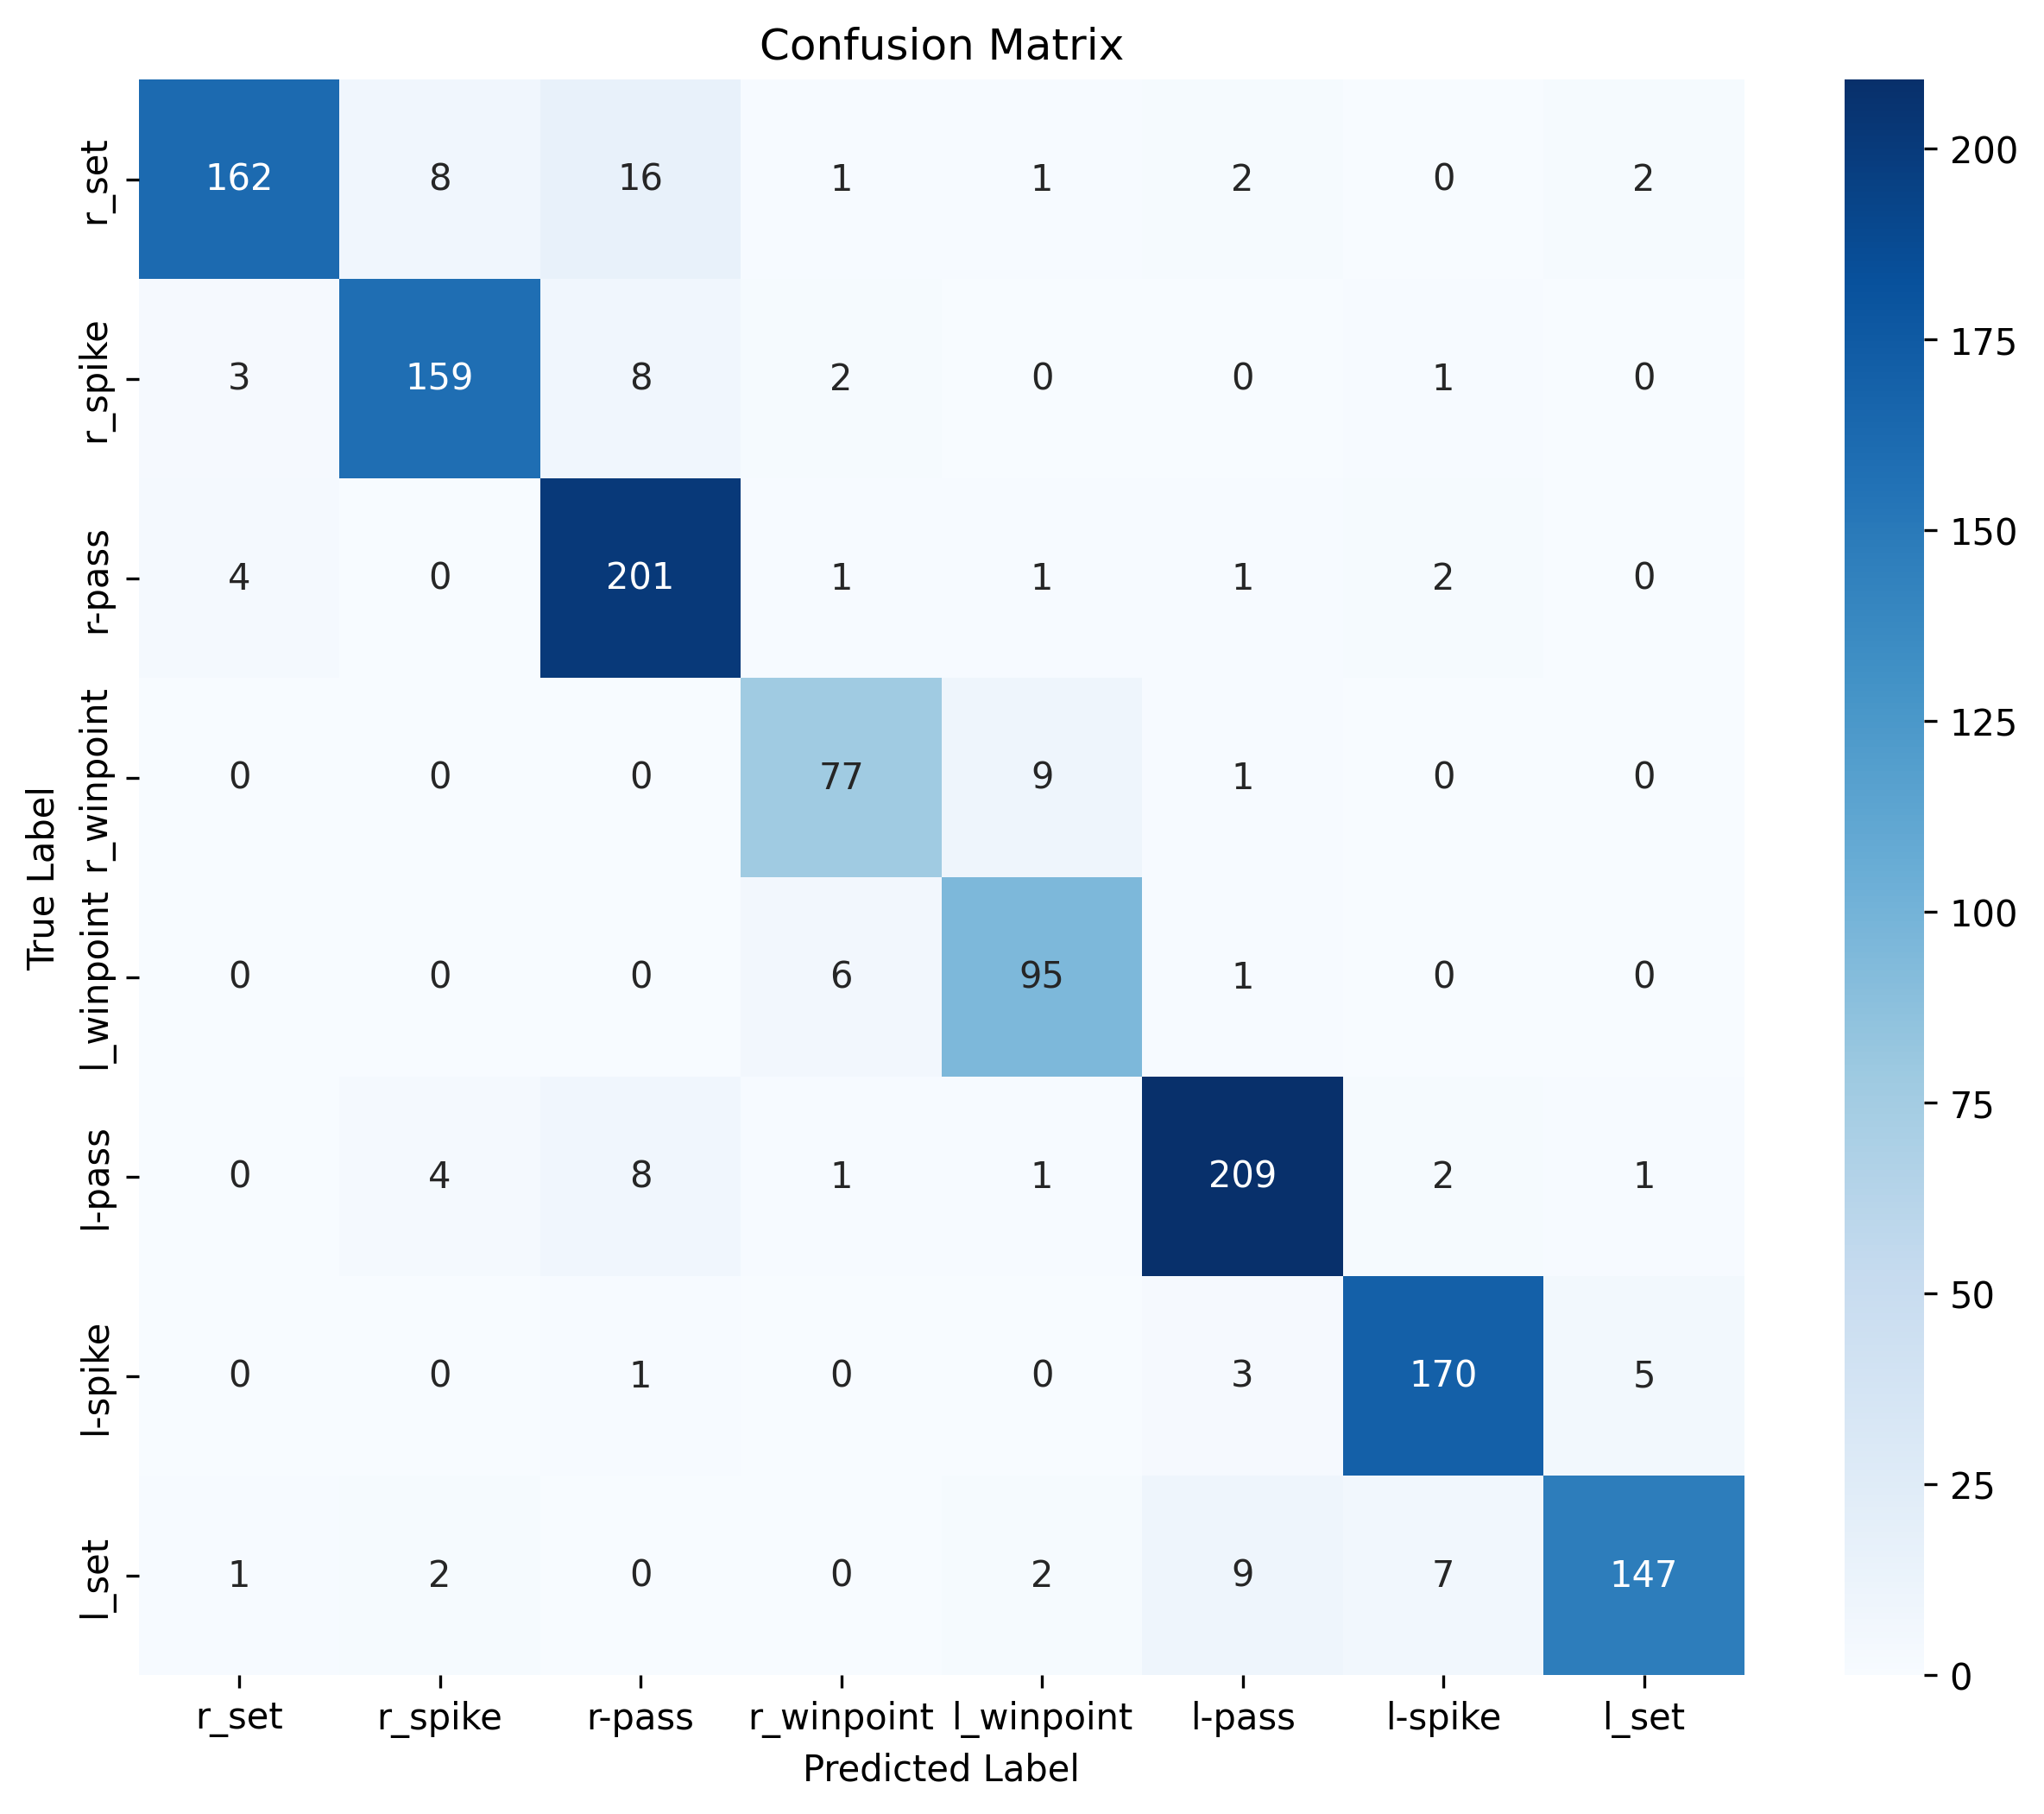 Confusion Matrix
r_set 162 8 16 1 1 2 0 2
r_spike 3 159 8 2 0 0 1 0
r-pass 4 0 201 1 1 1 2 0
r_winpoint 0 0 0 77 9 1 0 0
l_winpoint 0 0 0 6 95 1 0 0
l-pass 0 4 8 1 1 209 2 1
l-spike 0 0 1 0 0 3 170 5
l_set 1 2 0 0 2 9 7 147
True Label
r_set r_spike r-pass r_winpoint l_winpoint l-pass l-spike l_set
Predicted Label
200
175
150
125
100
75
50
25
0